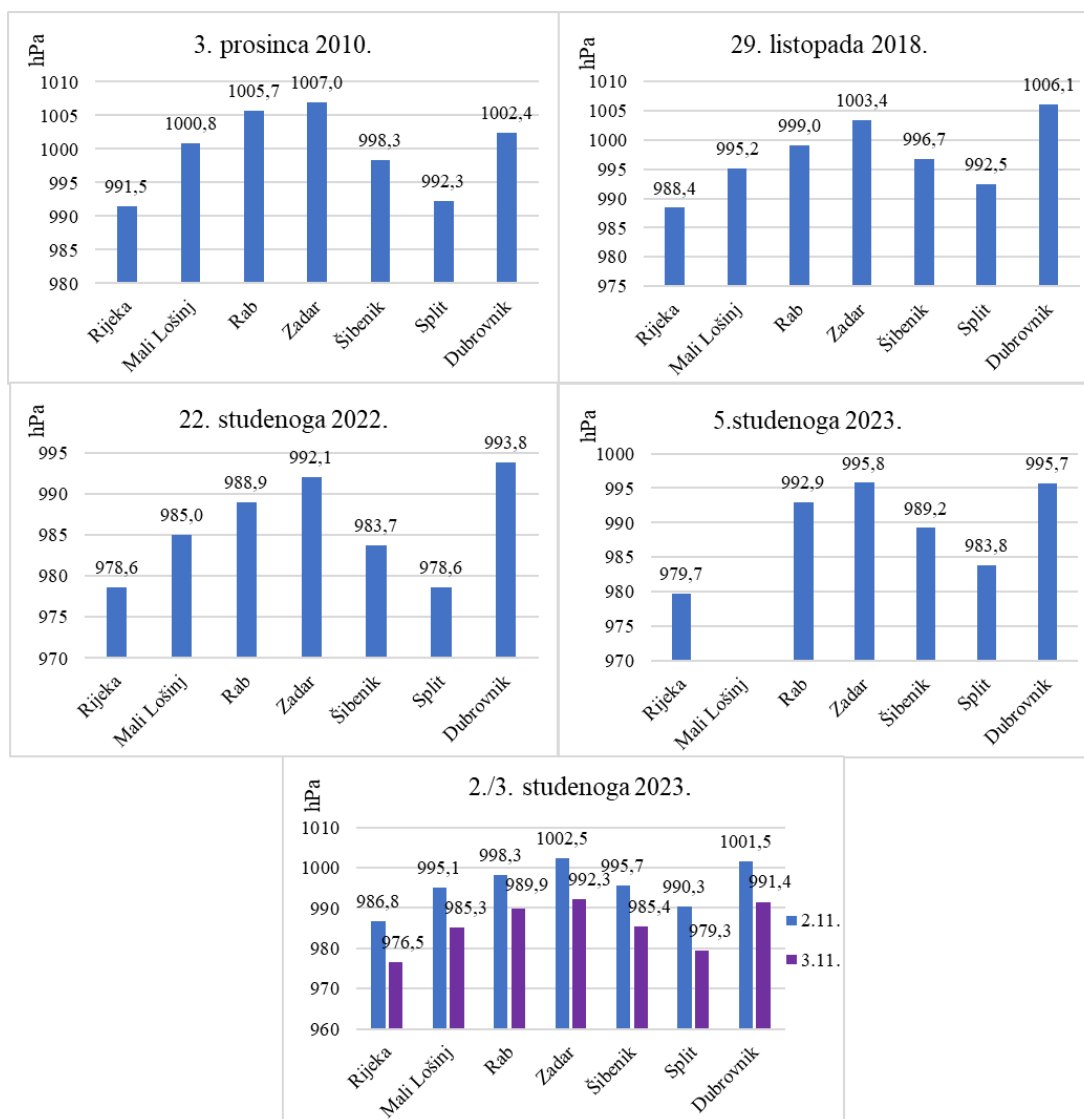 3. prosinca 2010.
hPa
1010
1005
1000
995
990
985
980
991,5
1000,8
1005,7
1007,0
998,3
992,3
1002,4
Rijeka
Mali Lošinj
Rab
Zadar
Šibenik
Split
Dubrovnik
29. listopada 2018.
hPa
1010
1005
1000
995
990
985
980
975
988,4
995,2
999,0
1003,4
996,7
992,5
1006,1
Rijeka
Mali Lošinj
Rab
Zadar
Šibenik
Split
Dubrovnik
22. studenoga 2022.
hPa
995
990
985
980
975
970
978,6
985,0
988,9
992,1
983,7
978,6
993,8
Rijeka
Mali Lošinj
Rab
Zadar
Šibenik
Split
Dubrovnik
5.studenoga 2023.
hPa
1000
995
990
985
980
975
970
979,7
992,9
995,8
989,2
983,8
995,7
Rijeka
Mali Lošinj
Rab
Zadar
Šibenik
Split
Dubrovnik
2./3. studenoga 2023.
hPa
1010
1000
990
980
970
960
986,8
976,5
995,1
985,3
998,3
989,9
1002,5
992,3
995,7
985,4
990,3
979,3
1001,5
991,4
2.11.
3.11.
Rijeka
Mali Lošinj
Rab
Zadar
Šibenik
Split
Dubrovnik